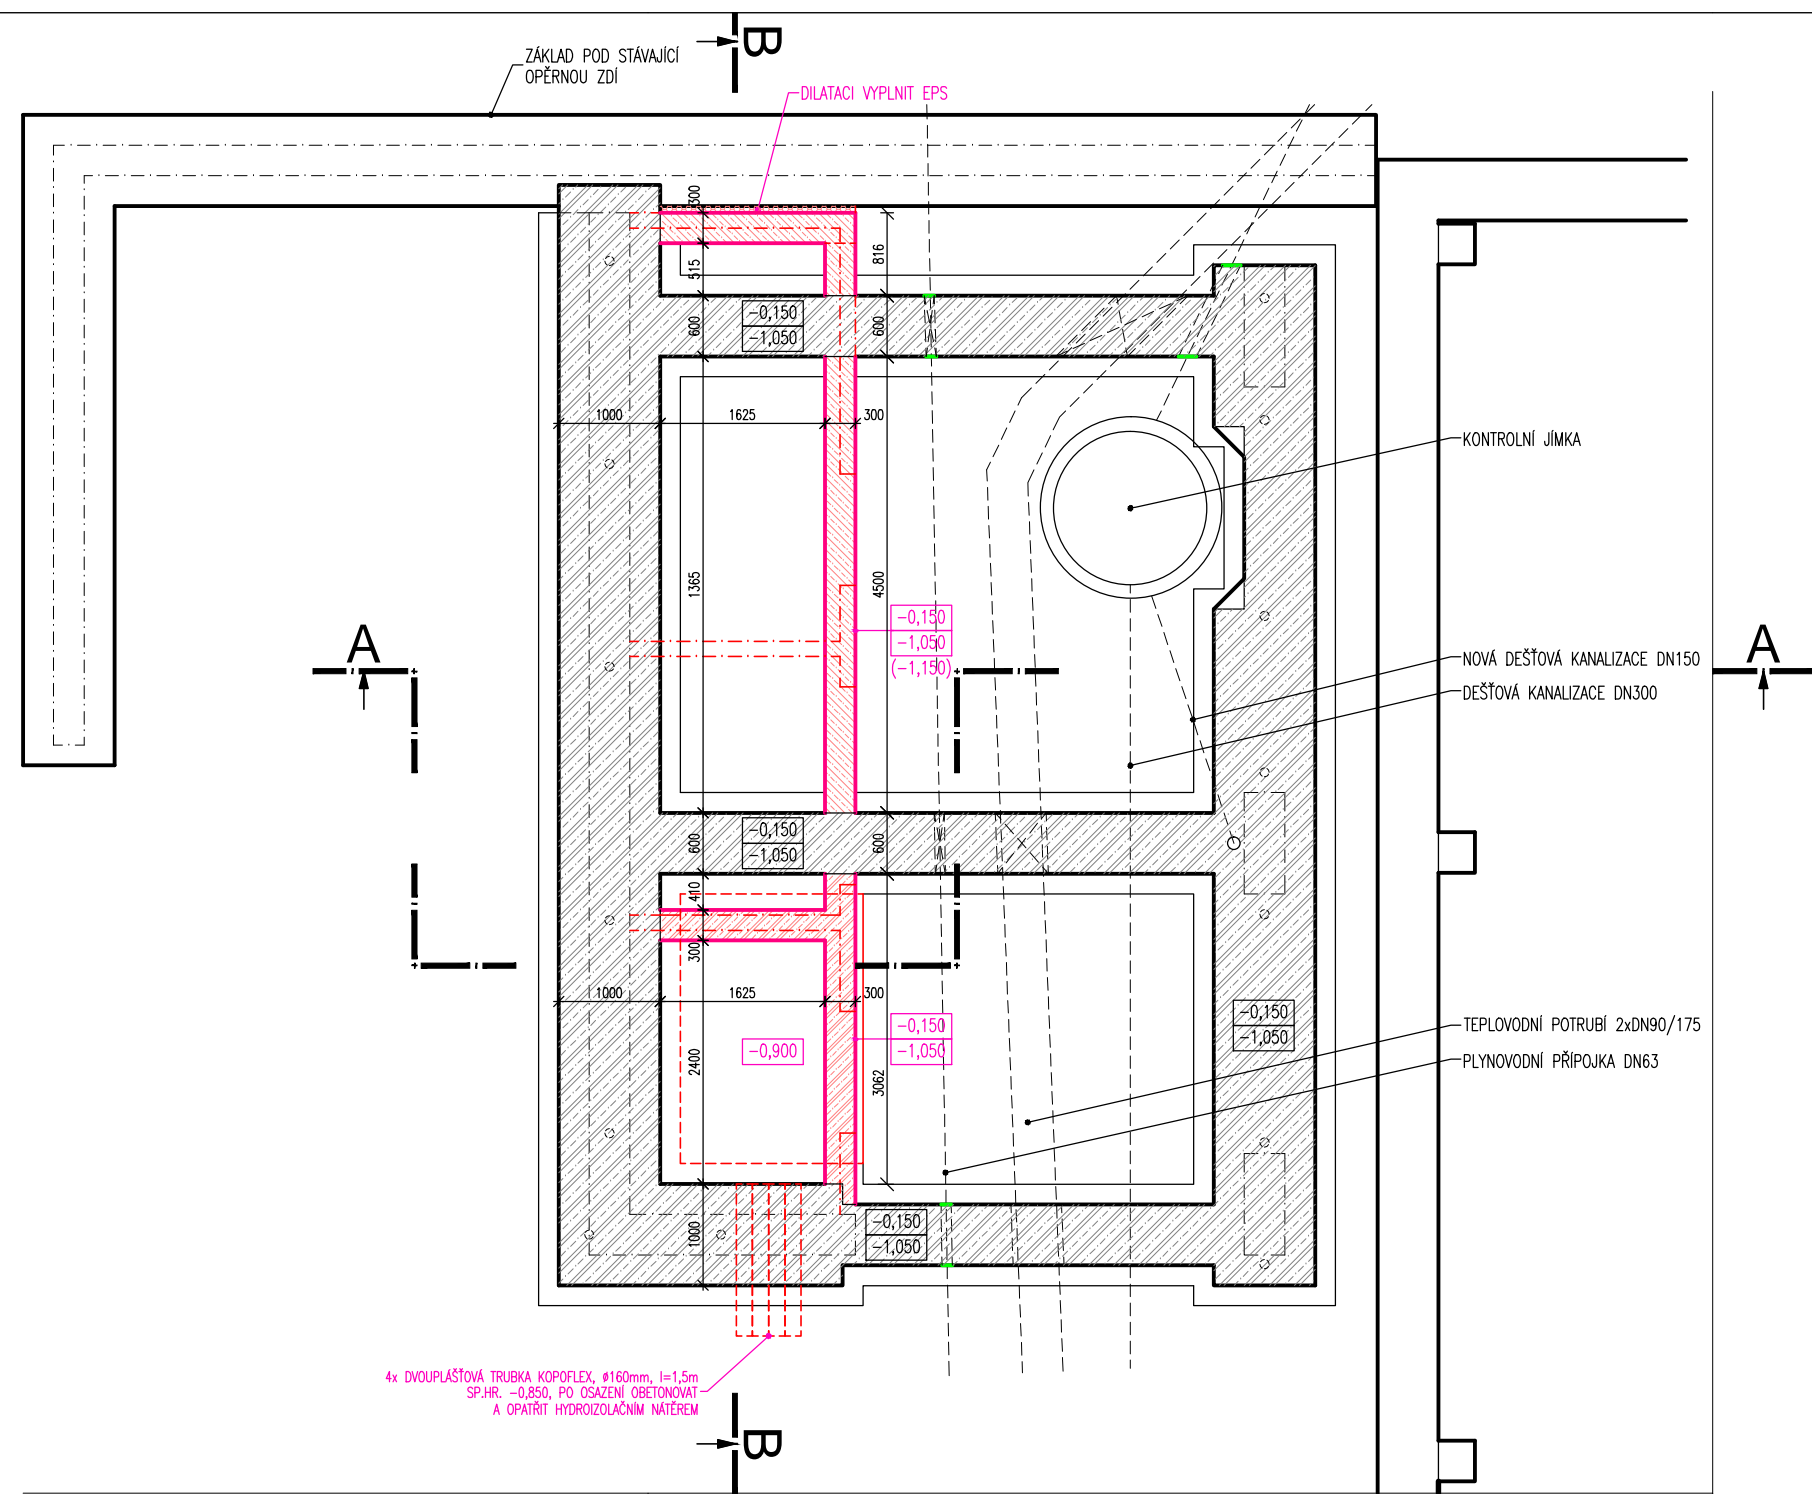 B
ZÁKLAD POD STÁVAJÍCÍ
OPĚRNOU ZDÍ
DILATACI VYPLNIT EPS
300
816
515
-0,150
-1,050
600
600
1000
1625
300
KONTROLNÍ JÍMKA
1365
4500
-0,150
-1,050
(-1,150)
A
A
NOVÁ DEŠŤOVÁ KANALIZACE DN150
DEŠŤOVÁ KANALIZACE DN300
-0,150
-1,050
600
600
410
300
1000
1625
300
-0,150
-1,050
-0,150
-1,050
-0,900
2400
3062
TEPLOVODNÍ POTRUBÍ 2xDN90/175
PLYNOVODNÍ PŘÍPOJKA DN63
-0,150
-1,050
1000
4x DVOUPLÁŠŤOVÁ TRUBKA KOPOFLEX, ø160mm, l=1,5m
SP.HR. -0,850, PO OSAZENÍ OBETONOVAT
A OPATŘIT HYDROIZOLAČNÍM NÁTĚREM
B